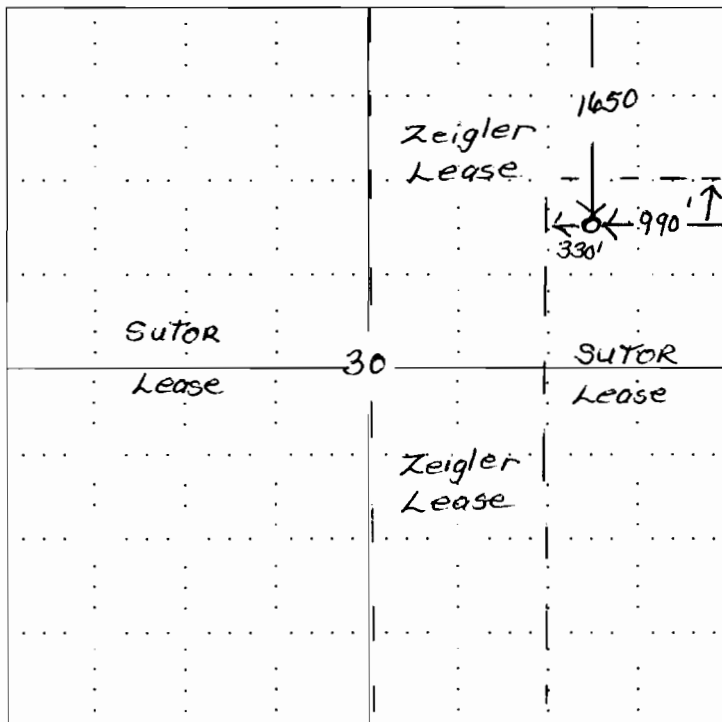 1650
Zeigler
Lease
990'
330'
SUTOR
Lease
30
SUTOR
Lease
Zeigler
Lease